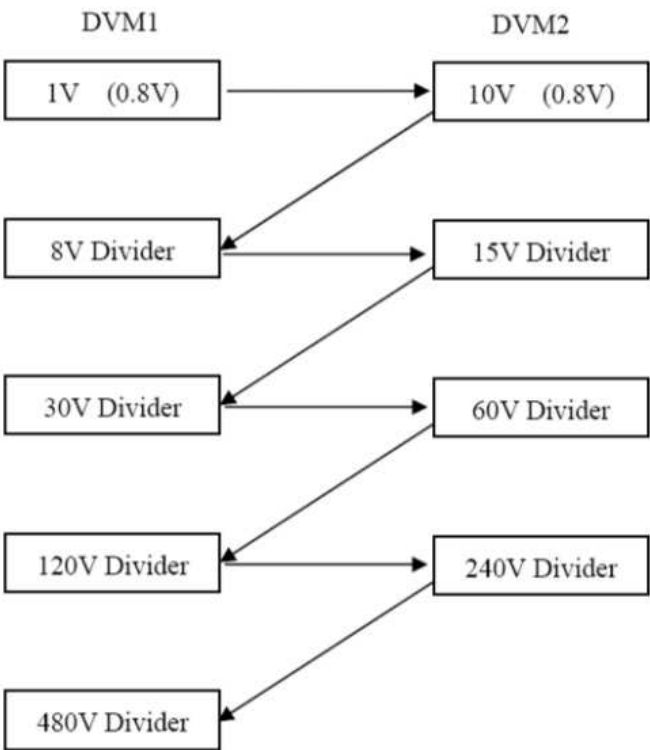 DVM1
DVM2
1V (0.8V)
10V (0.8V)
8V Divider
15V Divider
30V Divider
60V Divider
120V Divider
240V Divider
480V Divider